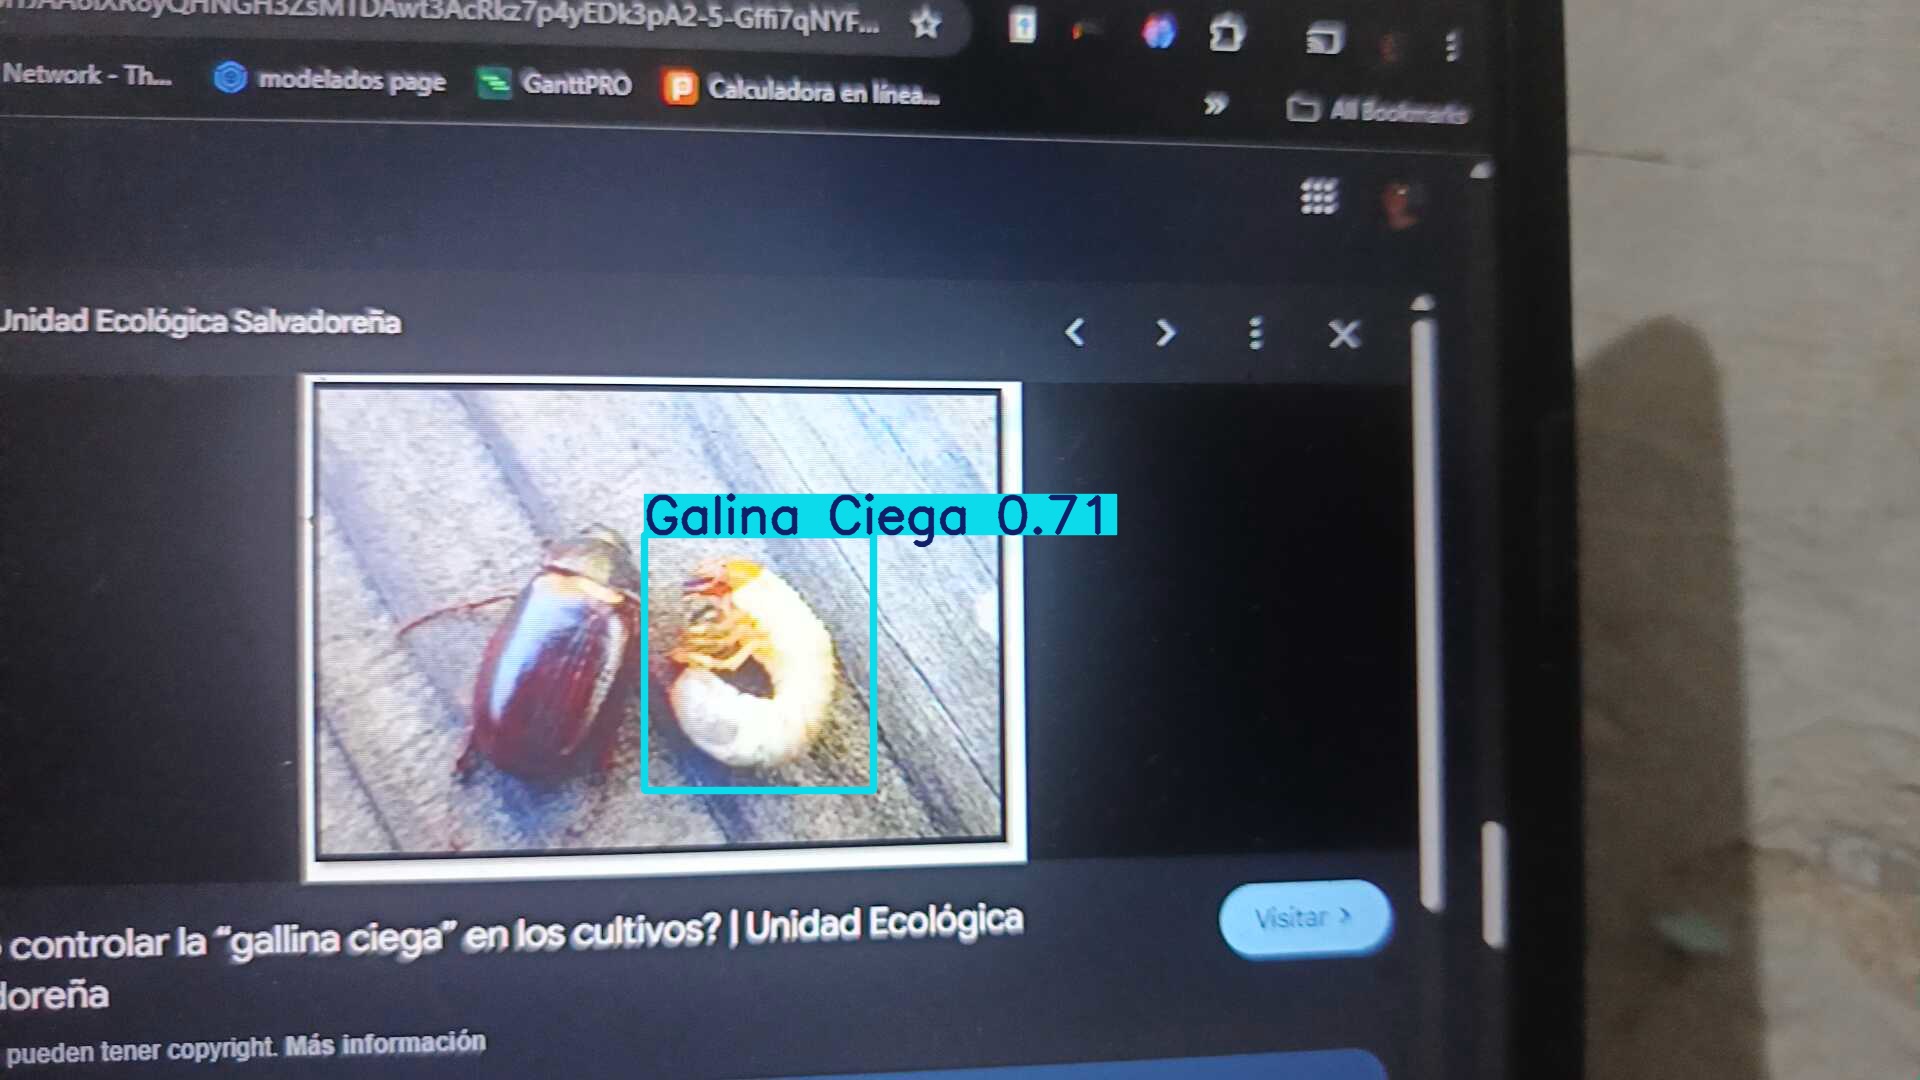 Network - Th... modelados page GanttPRO Calculadora en línea... » All Bookmarks
Unidad Ecológica Salvadoreña
Galina Ciega 0.71
controlar la “gallina ciega” en los cultivos? | Unidad Ecológica
doreña
Visitar >
pueden tener copyright. Más información